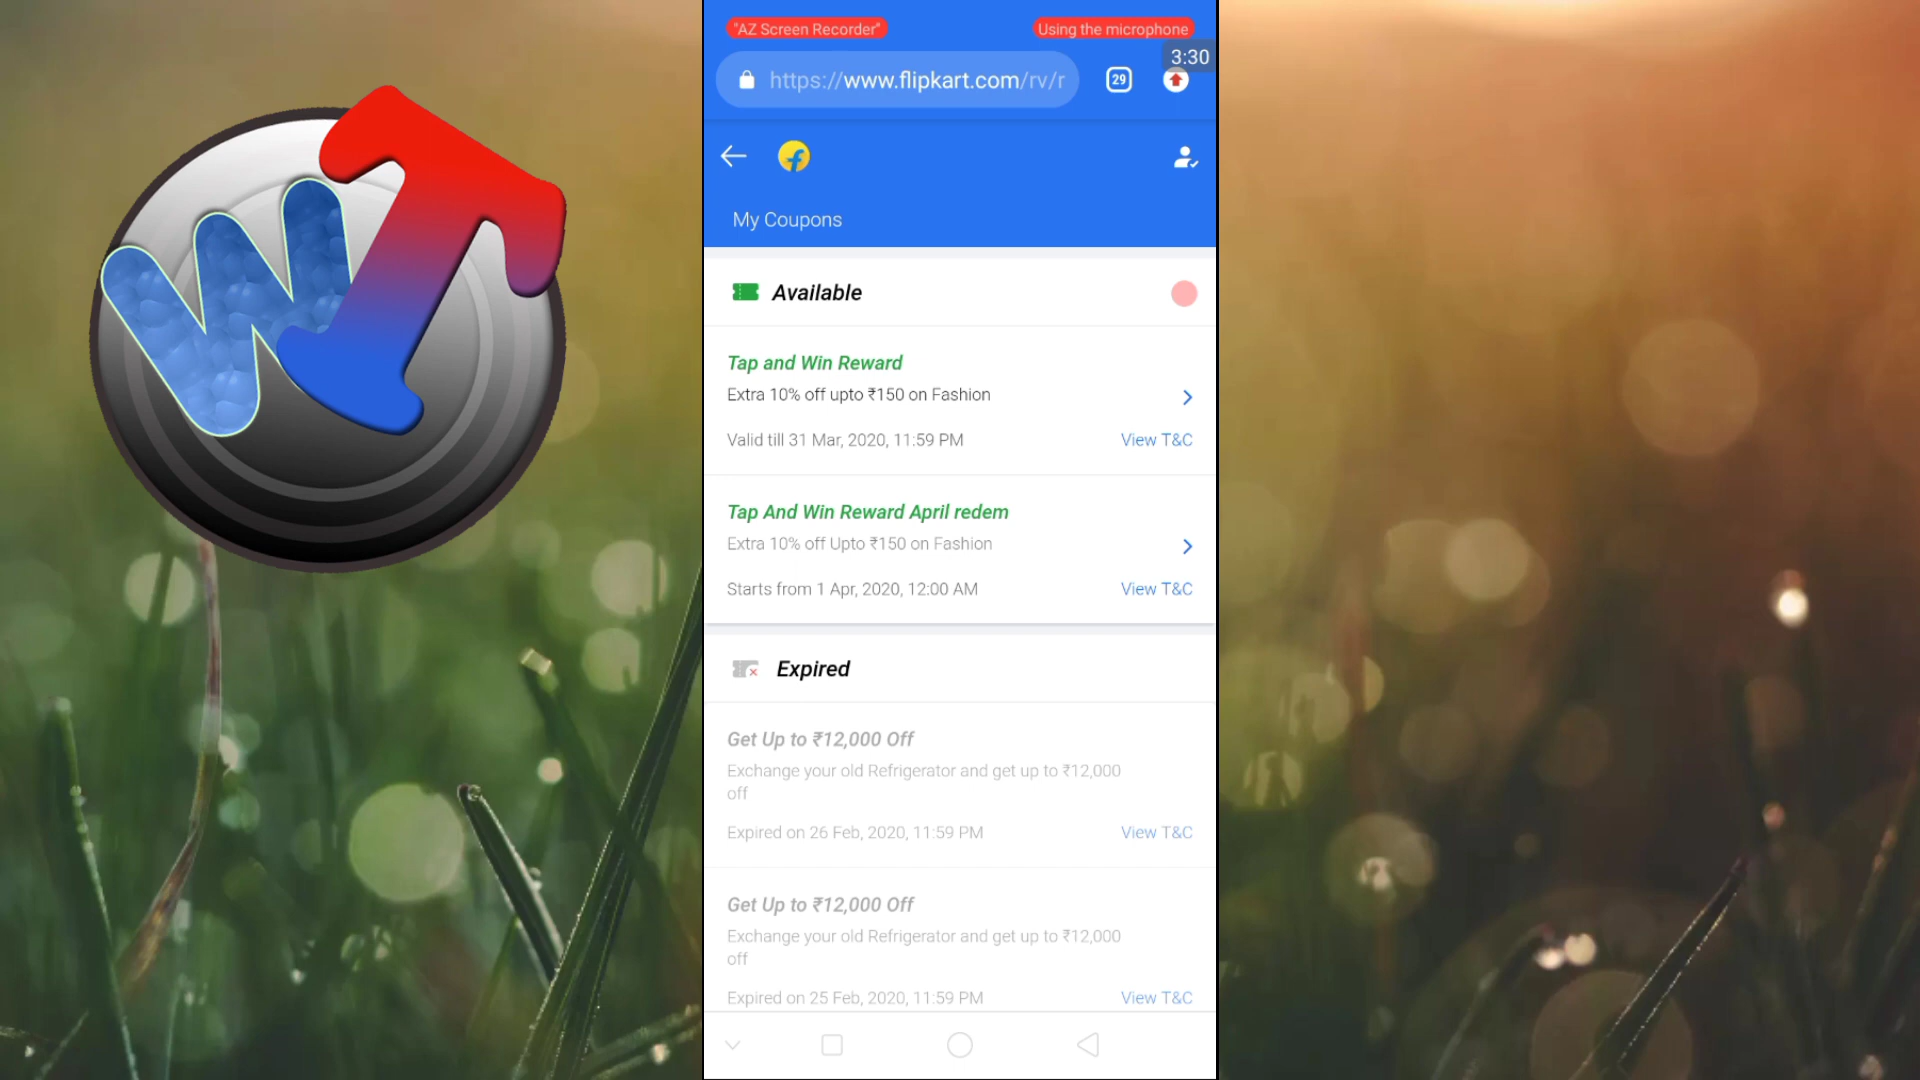 WT
"AZ Screen Recorder"
Using the microphone
3:30
https://www.flipkart.com/rv/r
29
My Coupons
Available
Tap and Win Reward
Extra 10% off upto ₹150 on Fashion
Valid till 31 Mar, 2020, 11:59 PM
View T&C
Tap And Win Reward April redem
Extra 10% off Upto ₹150 on Fashion
Starts from 1 Apr, 2020, 12:00 AM
View T&C
Expired
Get Up to ₹12,000 Off
Exchange your old Refrigerator and get up to ₹12,000
off
Expired on 26 Feb, 2020, 11:59 PM
View T&C
Get Up to ₹12,000 Off
Exchange your old Refrigerator and get up to ₹12,000
off
Expired on 25 Feb, 2020, 11:59 PM
View T&C